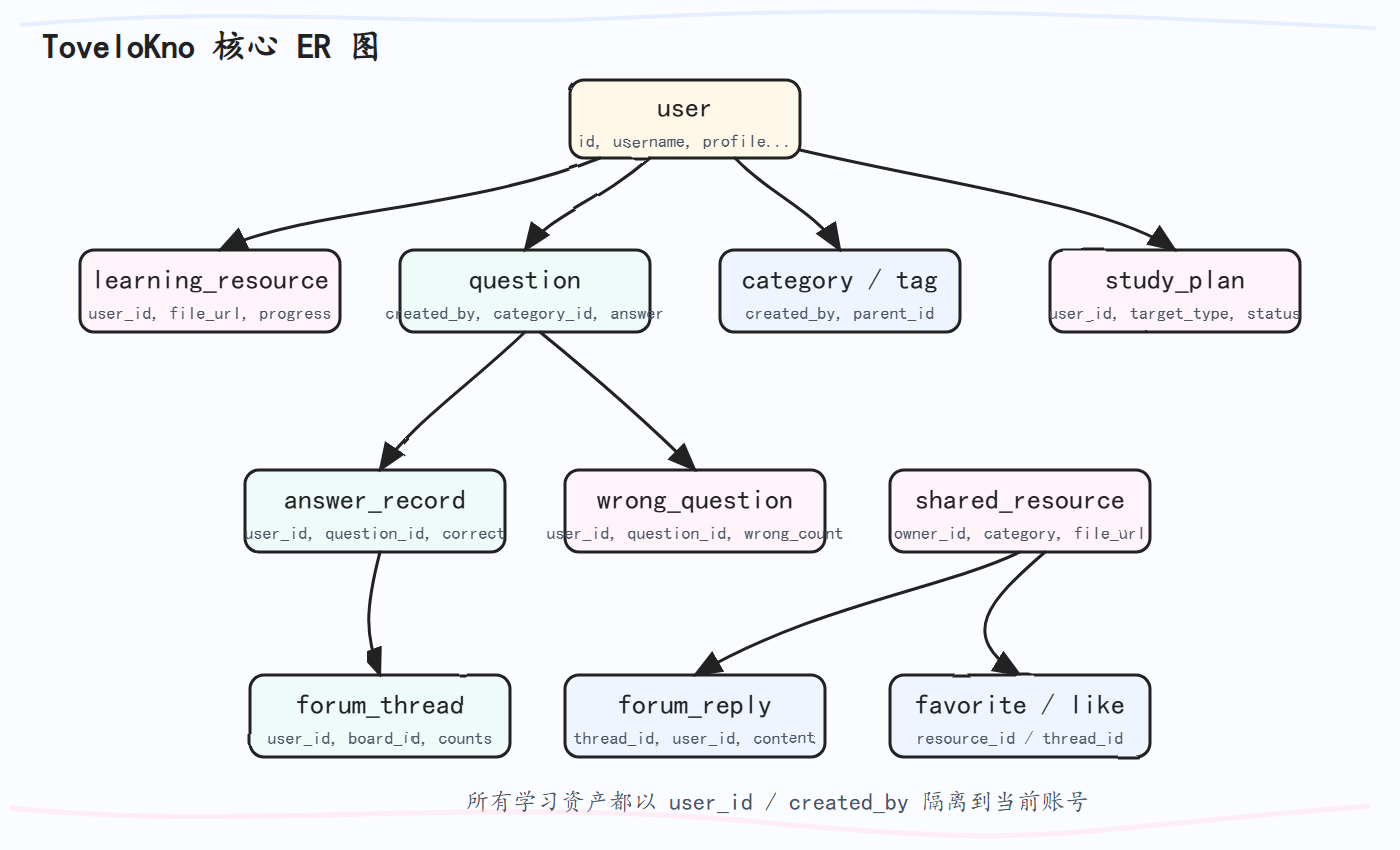 ToveloKno 核心 ER 图
user
id, username, profile...
learning_resource
user_id, file_url, progress
question
created_by, category_id, answer
category / tag
created_by, parent_id
study_plan
user_id, target_type, status
answer_record
user_id, question_id, correct
wrong_question
user_id, question_id, wrong_count
shared_resource
owner_id, category, file_url
forum_thread
user_id, board_id, counts
forum_reply
thread_id, user_id, content
favorite / like
resource_id / thread_id
所有学习资产都以 user_id / created_by 隔离到当前账号